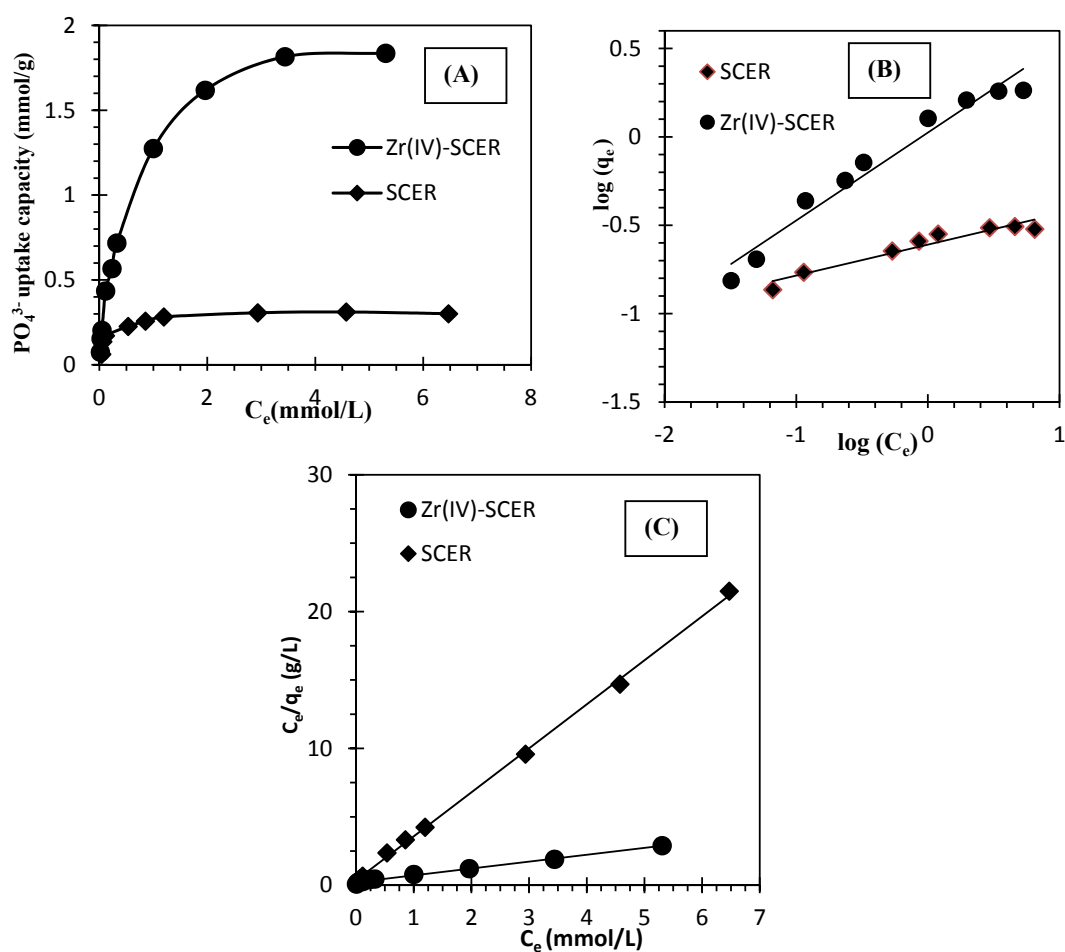 (A)
PO₄³⁻ uptake capacity (mmol/g)
2
1.5
1
0.5
0
Zr(IV)-SCER
SCER
0
2
4
6
8
Cₑ(mmol/L)
(B)
SCER
Zr(IV)-SCER
log (qₑ)
0.5
0
-0.5
-1
-1.5
-2
-1
0
1
log (Cₑ)
(C)
Zr(IV)-SCER
SCER
Cₑ/qₑ (g/L)
30
20
10
0
0
1
2
3
4
5
6
7
Cₑ (mmol/L)